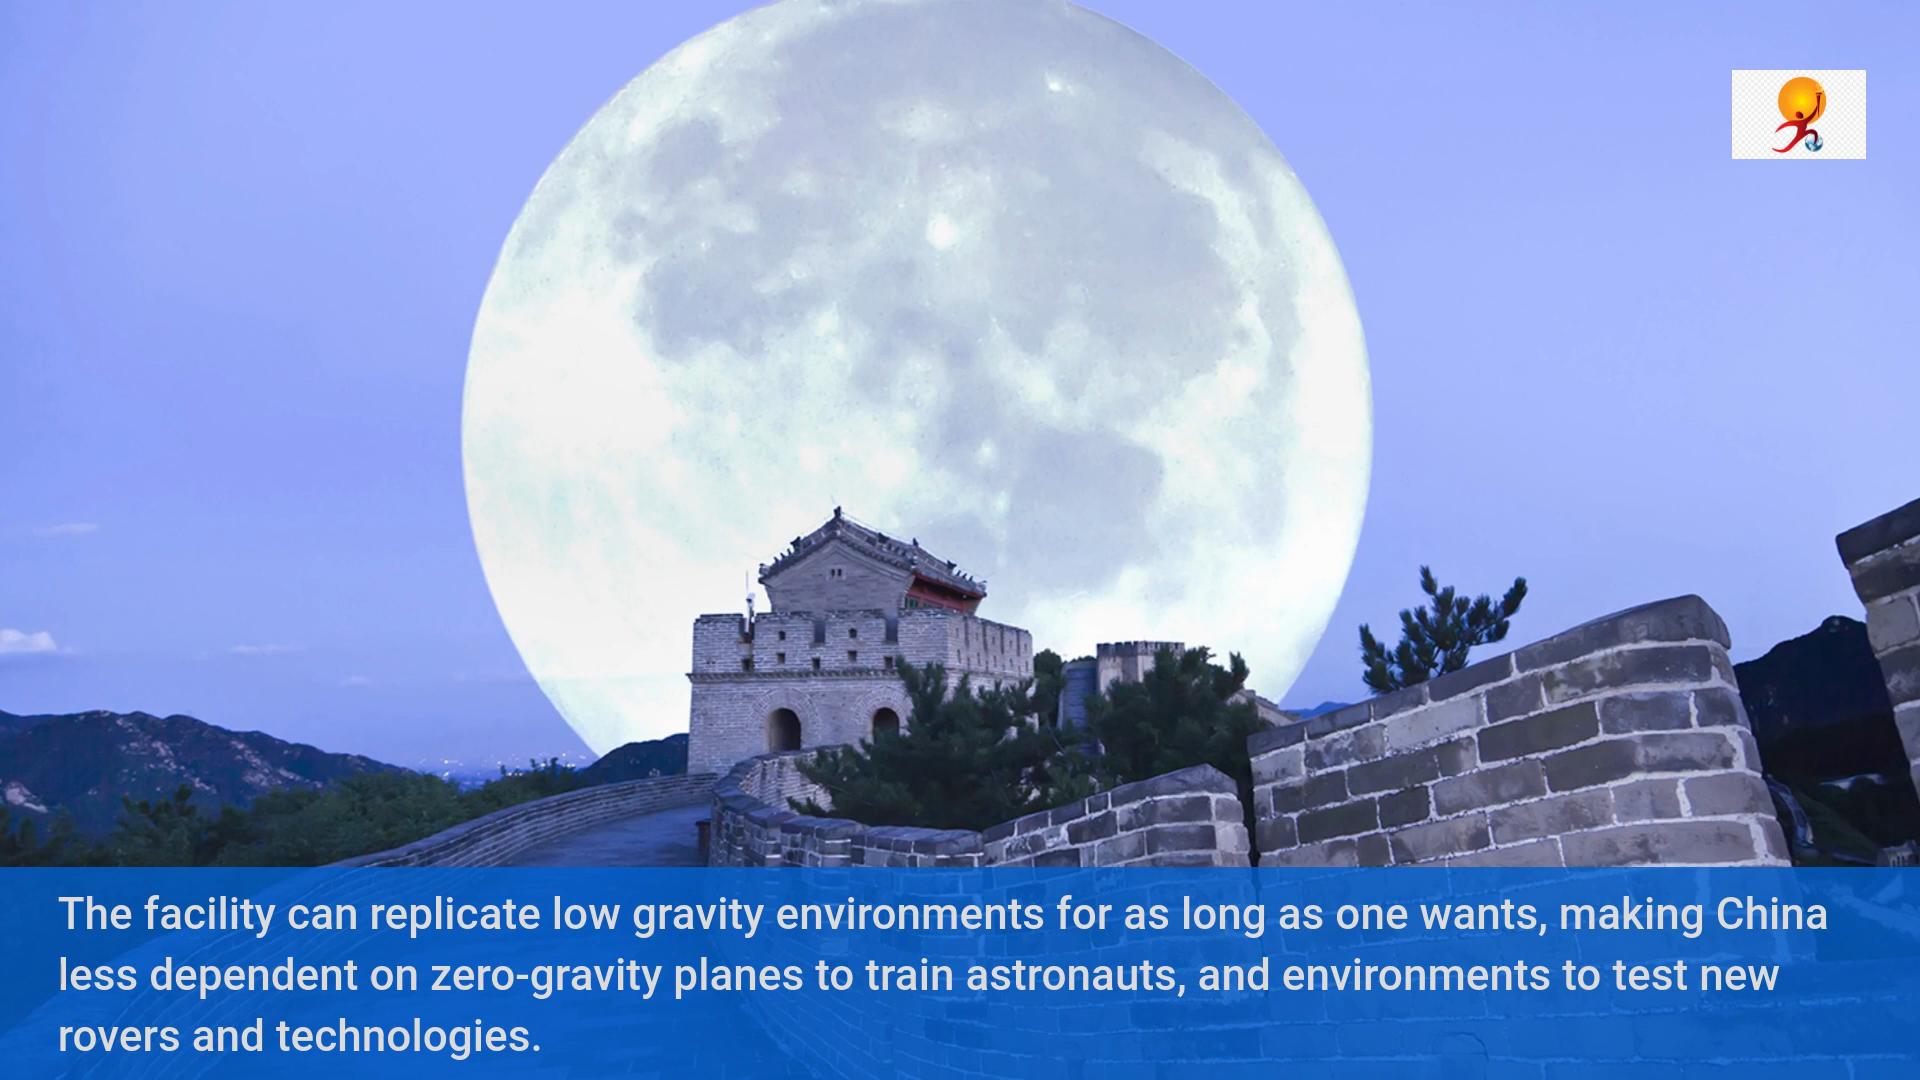 The facility can replicate low gravity environments for as long as one wants, making China
less dependent on zero-gravity planes to train astronauts, and environments to test new
rovers and technologies.